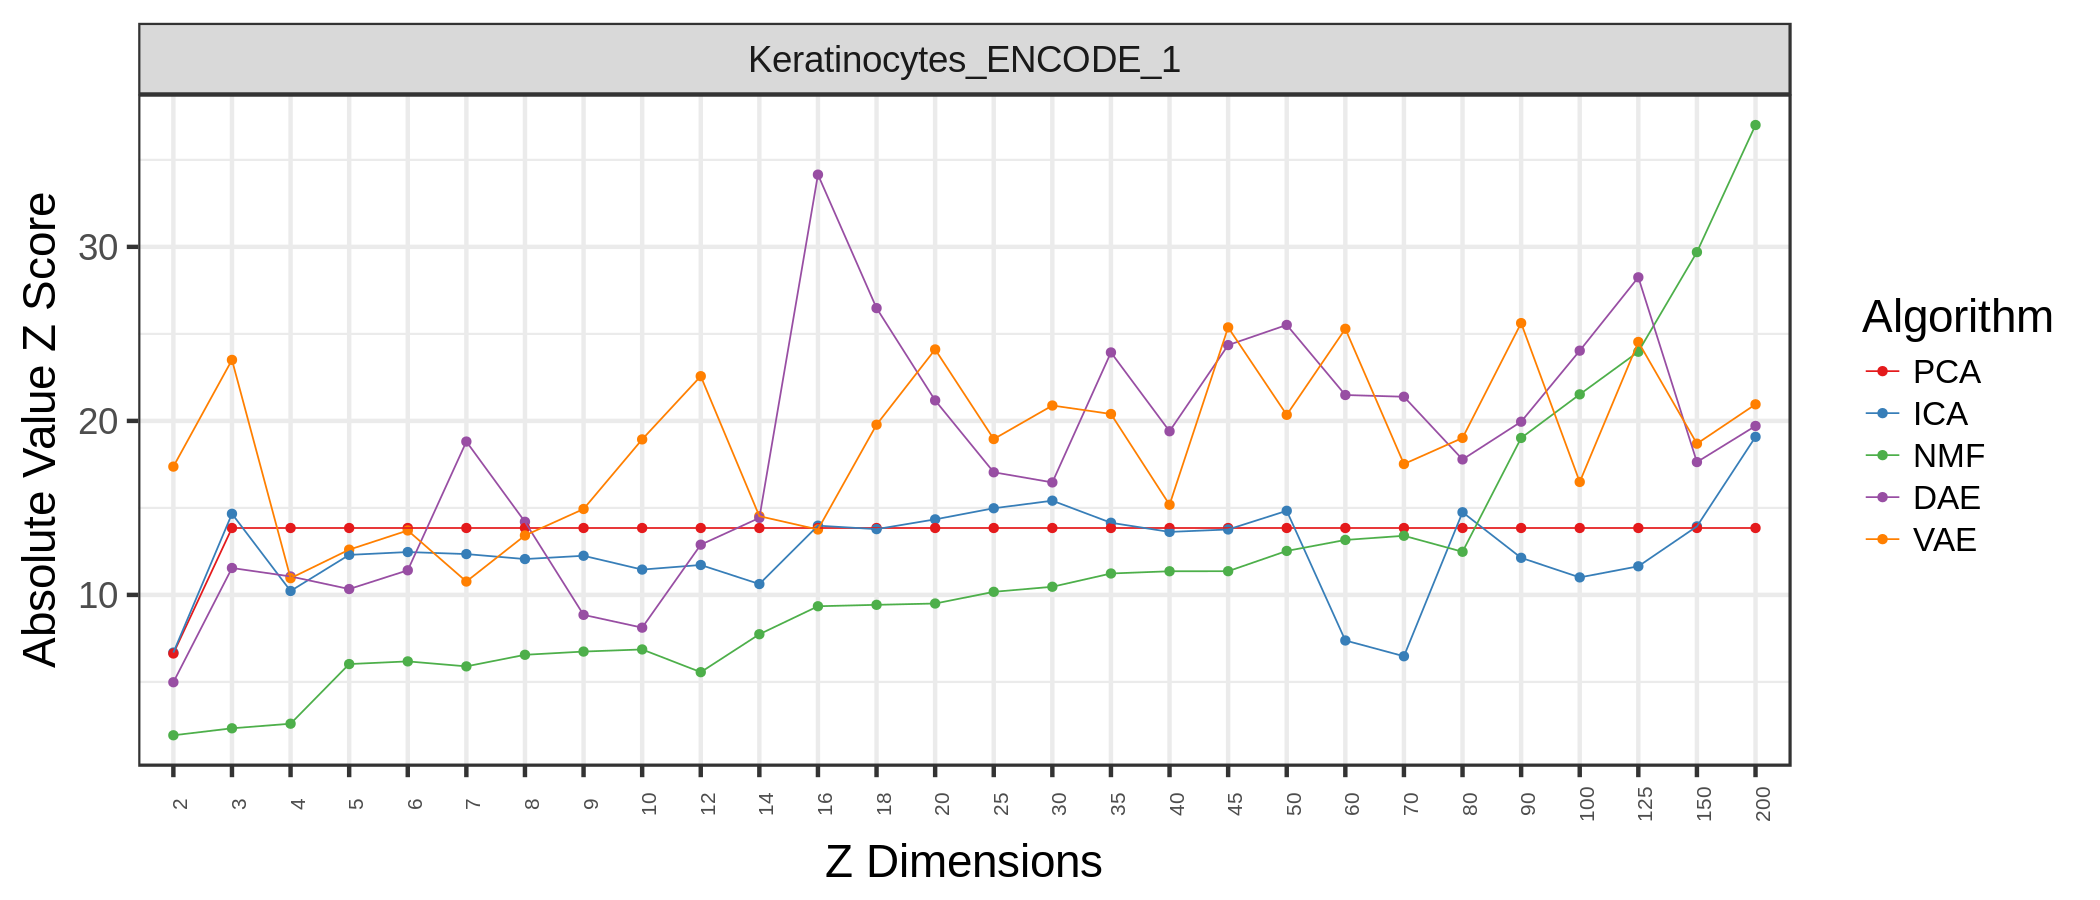 Keratinocytes_ENCODE_1
Absolute Value Z Score
30
20
10
2 3 4 5 6 7 8 9 10 12 14 16 18 20 25 30 35 40 45 50 60 70 80 90 100 125 150 200
Z Dimensions
Algorithm
PCA
ICA
NMF
DAE
VAE